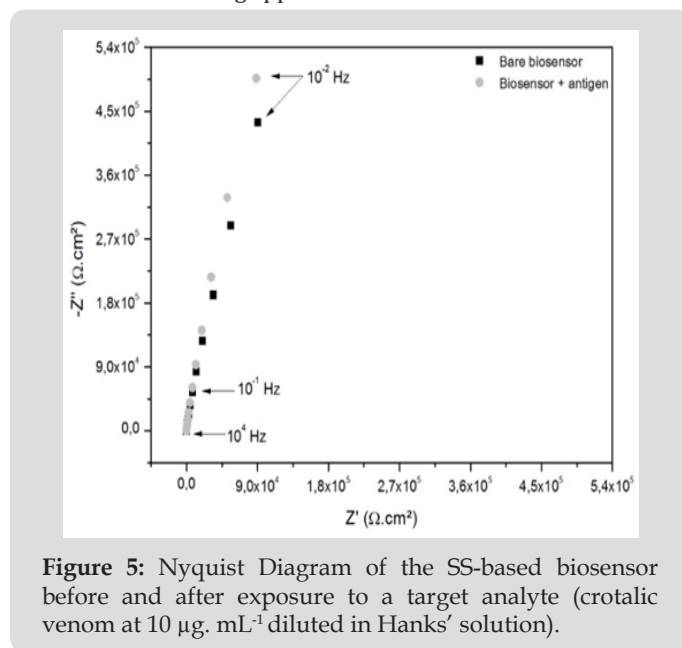 5,4x10⁵
Bare biosensor
10⁻² Hz
Biosensor + antigen
4,5x10⁵
3,6x10⁵
-Z'' (Ω.cm²)
2,7x10⁵
1,8x10⁵
9,0x10⁴
10⁻¹ Hz
0,0
10⁴ Hz
0,0 9,0x10⁴ 1,8x10⁵ 2,7x10⁵ 3,6x10⁵ 4,5x10⁵ 5,4x10⁵
Z' (Ω.cm²)
Figure 5: Nyquist Diagram of the SS-based biosensor
before and after exposure to a target analyte (crotalic
venom at 10 µg. mL⁻¹ diluted in Hanks’ solution).